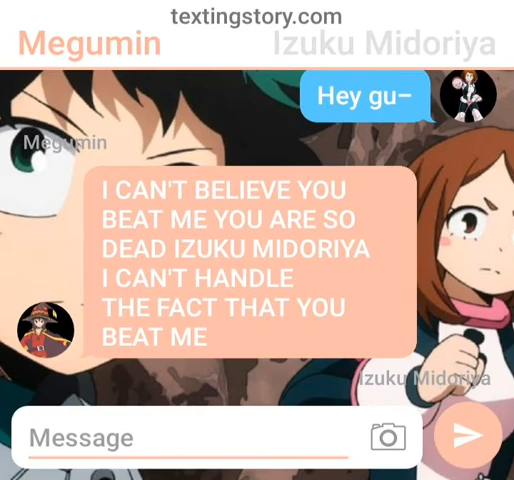 textingstory.com
Megumin
Izuku Midoriya
Hey gu–
Megumin
I CAN'T BELIEVE YOU
BEAT ME YOU ARE SO
DEAD IZUKU MIDORIYA
I CAN'T HANDLE
THE FACT THAT YOU
BEAT ME
Izuku Midoriya
Message